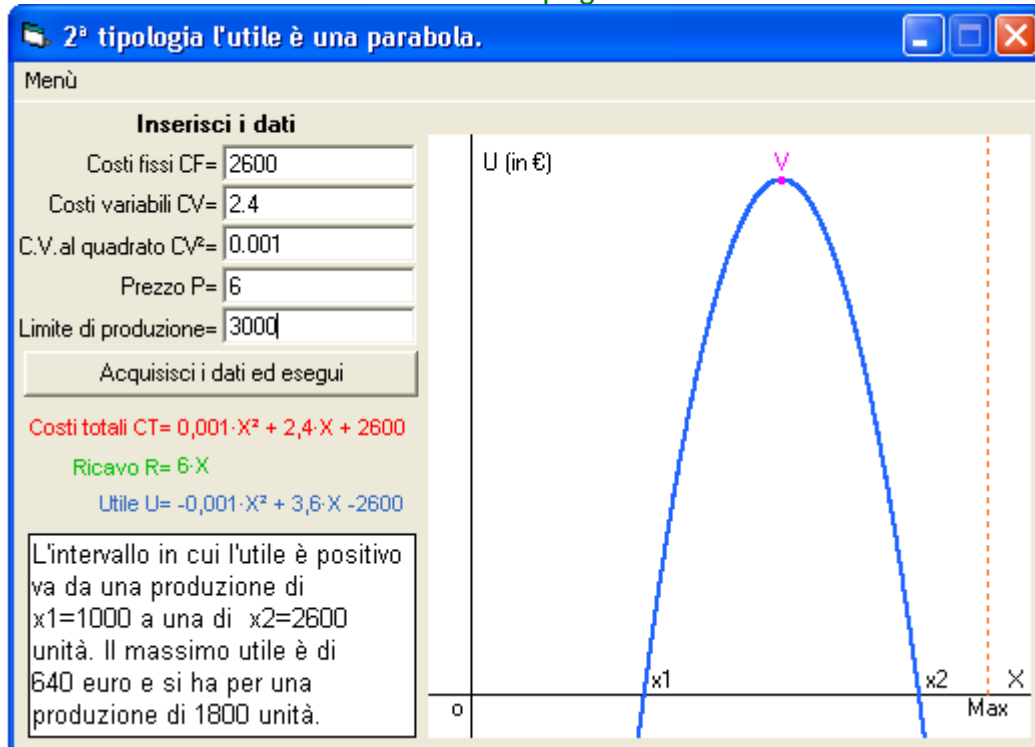 2ª tipologia l'utile è una parabola.
Menù
Inserisci i dati
Costi fissi CF= 2600
Costi variabili CV= 2.4
C.V.al quadrato CV²= 0.001
Prezzo P= 6
Limite di produzione= 3000
Acquisisci i dati ed esegui
Costi totali CT= 0,001·X² + 2,4·X + 2600
Ricavo R= 6·X
Utile U= -0,001·X² + 3,6·X -2600
L'intervallo in cui l'utile è positivo
va da una produzione di
x1=1000 a una di x2=2600
unità. Il massimo utile è di
640 euro e si ha per una
produzione di 1800 unità.
U (in €)
V
x1
x2
X
o
Max